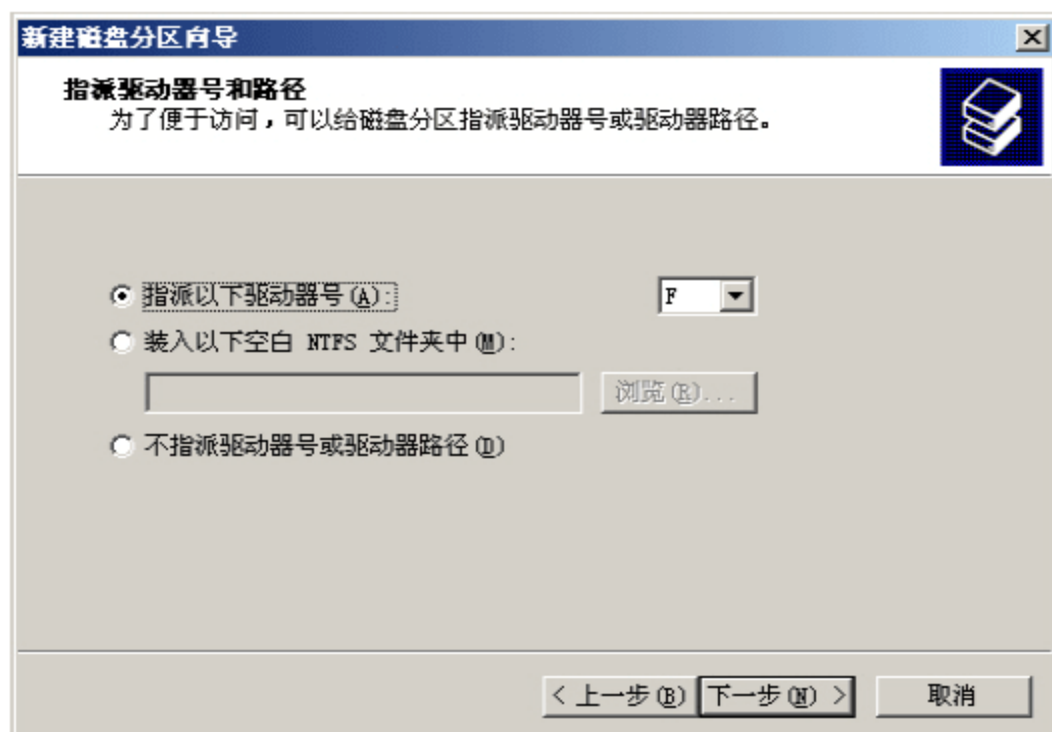 新建磁盘分区向导
指派驱动器号和路径
为了便于访问，可以给磁盘分区指派驱动器号或驱动器路径。
指派以下驱动器号(A): F
装入以下空白 NTFS 文件夹中(M):
浏览(R)...
不指派驱动器号或驱动器路径(D)
< 上一步(B) 下一步(N) > 取消